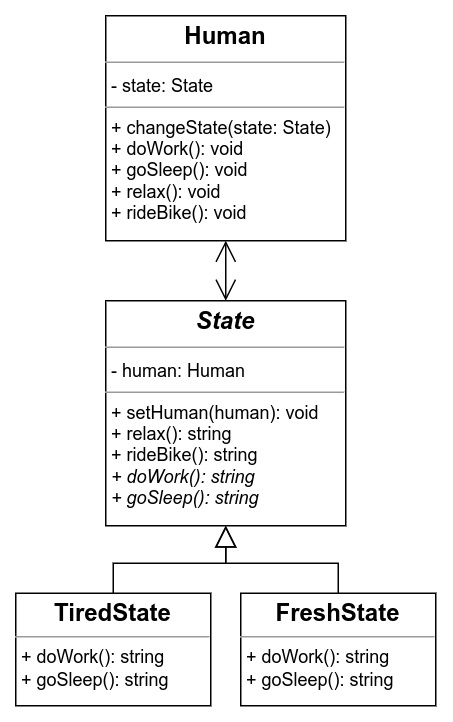 Human
- state: State
+ changeState(state: State)
+ doWork(): void
+ goSleep(): void
+ relax(): void
+ rideBike(): void
State
- human: Human
+ setHuman(human): void
+ relax(): string
+ rideBike(): string
+ doWork(): string
+ goSleep(): string
TiredState
+ doWork(): string
+ goSleep(): string
FreshState
+ doWork(): string
+ goSleep(): string